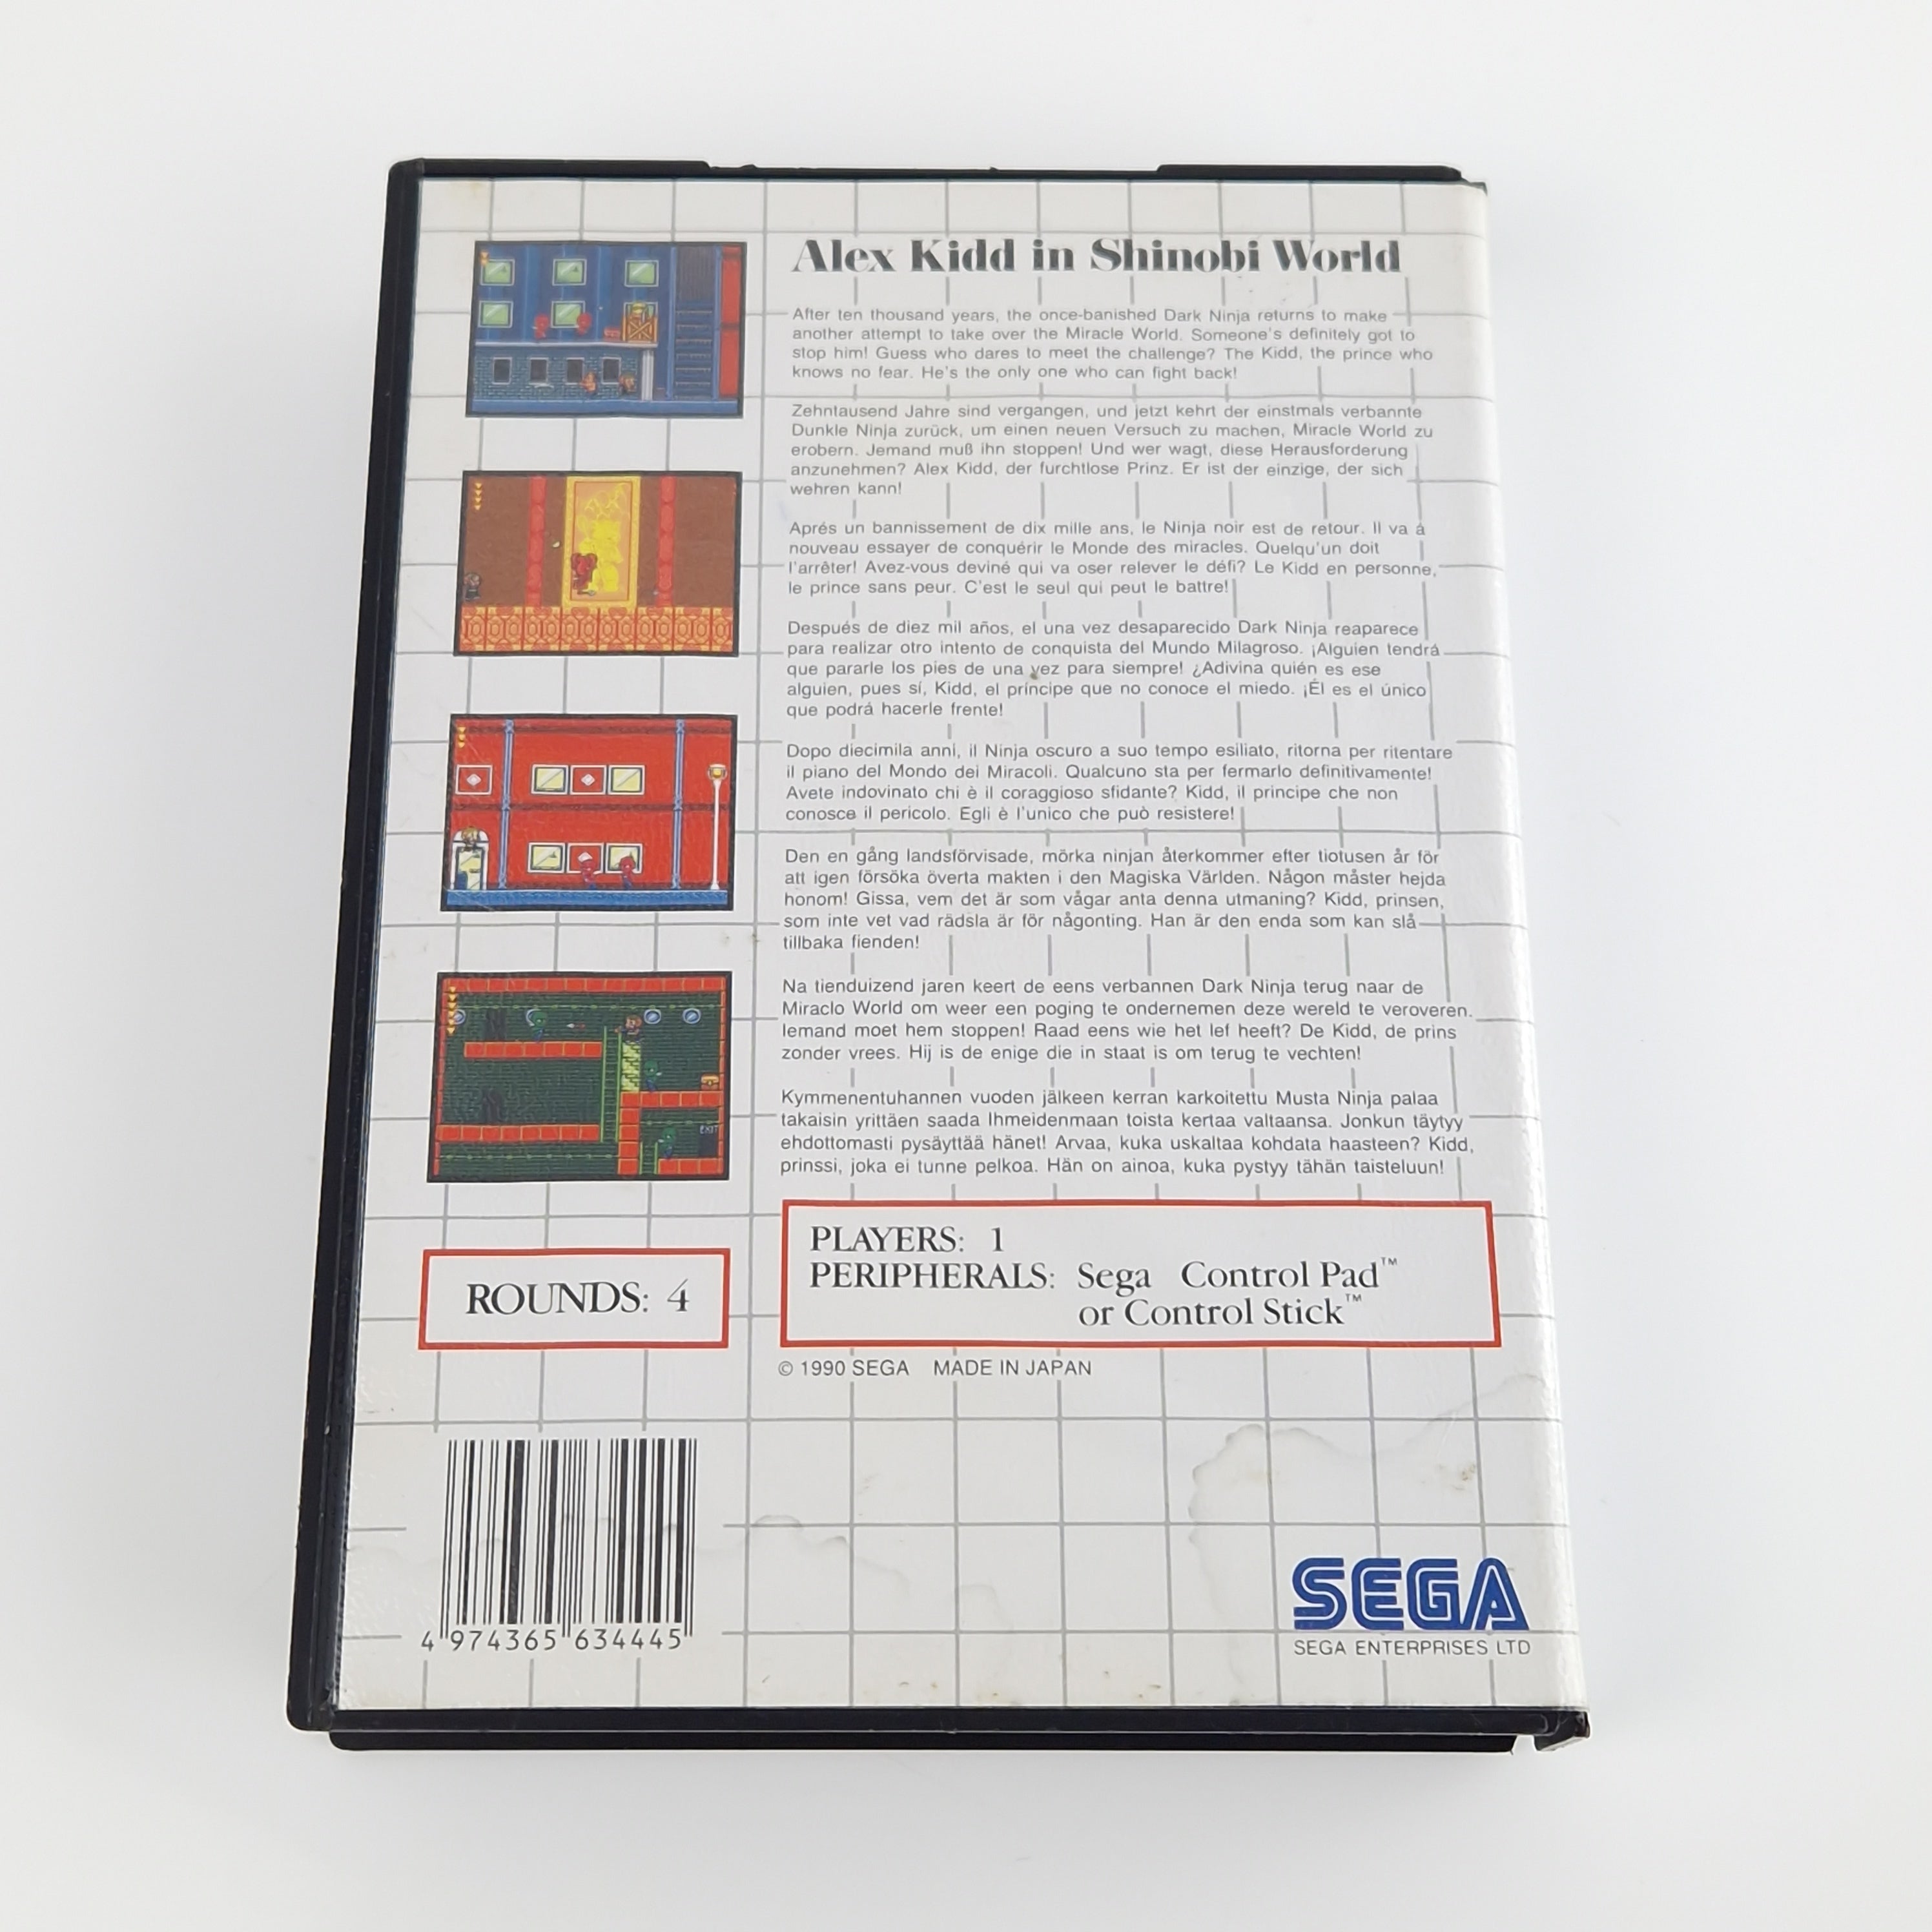 Alex Kidd in Shinobi World
After ten thousand years, the once-banished Dark Ninja returns to make
another attempt to take over the Miracle World. Someone's definitely got to
stop him! Guess who dares to meet the challenge? The Kidd, the prince who
knows no fear. He's the only one who can fight back!
Zehntausend Jahre sind vergangen, und jetzt kehrt der einstmals verbannte
Dunkle Ninja zurück, um einen neuen Versuch zu machen, Miracle World zu
erobern. Jemand muß ihn stoppen! Und wer wagt, diese Herausforderung
anzunehmen? Alex Kidd, der furchtlose Prinz. Er ist der einzige, der sich
wehren kann!
Aprés un bannissement de dix mille ans, le Ninja noir est de retour. Il va à
nouveau essayer de conquérir le Monde des miracles. Quelqu'un doit
l'arrêter! Avez-vous deviné qui va oser relever le défi? Le Kidd en personne,
le prince sans peur. C'est le seul qui peut le battre!
Después de diez mil años, el una vez desaparecido Dark Ninja reaparece
para realizar otro intento de conquista del Mundo Milagroso. ¡Alguien tendrá
que pararle los pies de una vez para siempre! ¿Adivina quién es ese
alguien, pues sí, Kidd, el príncipe que no conoce el miedo. ¡Él es el único
que podrá hacerle frente!
Dopo diecimila anni, il Ninja oscuro a suo tempo esiliato, ritorna per ritentare
il piano del Mondo dei Miracoli. Qualcuno sta per fermarlo definitivamente!
Avete indovinato chi è il coraggioso sfidante? Kidd, il principe che non
conosce il pericolo. Egli è l'unico che può resistere!
Den en gång landsförvisade, mörka ninjan återkommer efter tiotusen år för
att igen försöka överta makten i den Magiska Världen. Någon måster hejda
honom! Gissa, vem det är som vågar anta denna utmaning? Kidd, prinsen,
som inte vet vad rädsla är för någonting. Han är den enda som kan slå
tillbaka fienden!
Na tienduizend jaren keert de eens verbannen Dark Ninja terug naar de
Miraclo World om weer een poging te ondernemen deze wereld te veroveren.
Iemand moet hem stoppen! Raad eens wie het lef heeft? De Kidd, de prins
zonder vrees. Hij is de enige die in staat is om terug te vechten!
Kymmenentuhannen vuoden jälkeen kerran karkoitettu Musta Ninja palaa
takaisin yrittäen saada Ihmeidenmaan toista kertaa valtaansa. Jonkun täytyy
ehdottomasti pysäyttää hänet! Arvaa, kuka uskaltaa kohdata haasteen? Kidd,
prinssi, joka ei tunne pelkoa. Hän on ainoa, kuka pystyy tähän taisteluun!
EXIT
ROUNDS: 4
PLAYERS: 1
PERIPHERALS: Sega Control Pad™
or Control Stick™
© 1990 SEGA MADE IN JAPAN
4 974365 634445
SEGA
SEGA ENTERPRISES LTD